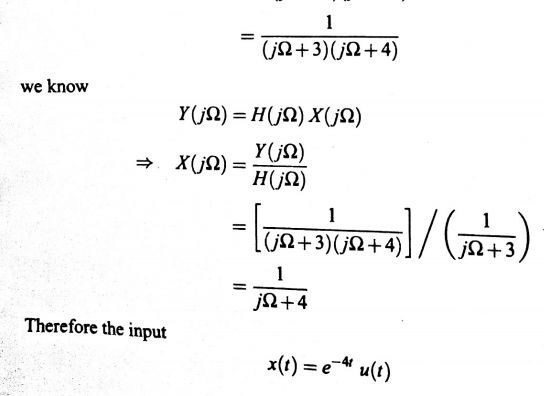 = 1 / (jΩ+3)(jΩ+4)
we know
Y(jΩ) = H(jΩ) X(jΩ)
⇒ X(jΩ) = Y(jΩ) / H(jΩ)
= [1 / (jΩ+3)(jΩ+4)] / (1 / jΩ+3)
= 1 / jΩ+4
Therefore the input
x(t) = e^{-4t} u(t)